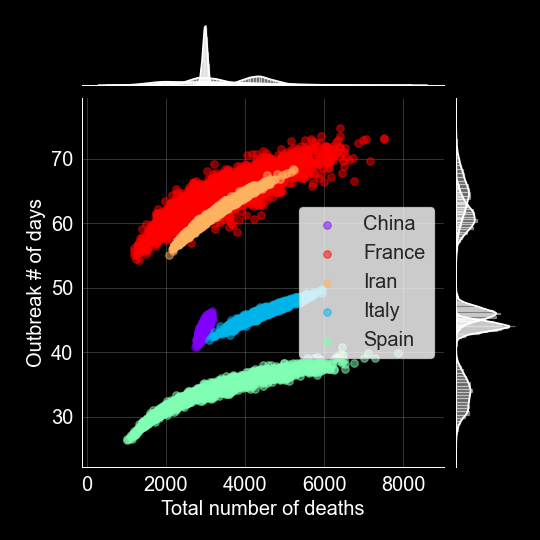 70
60
50
40
30
Outbreak # of days
China
France
Iran
Italy
Spain
0 2000 4000 6000 8000
Total number of deaths